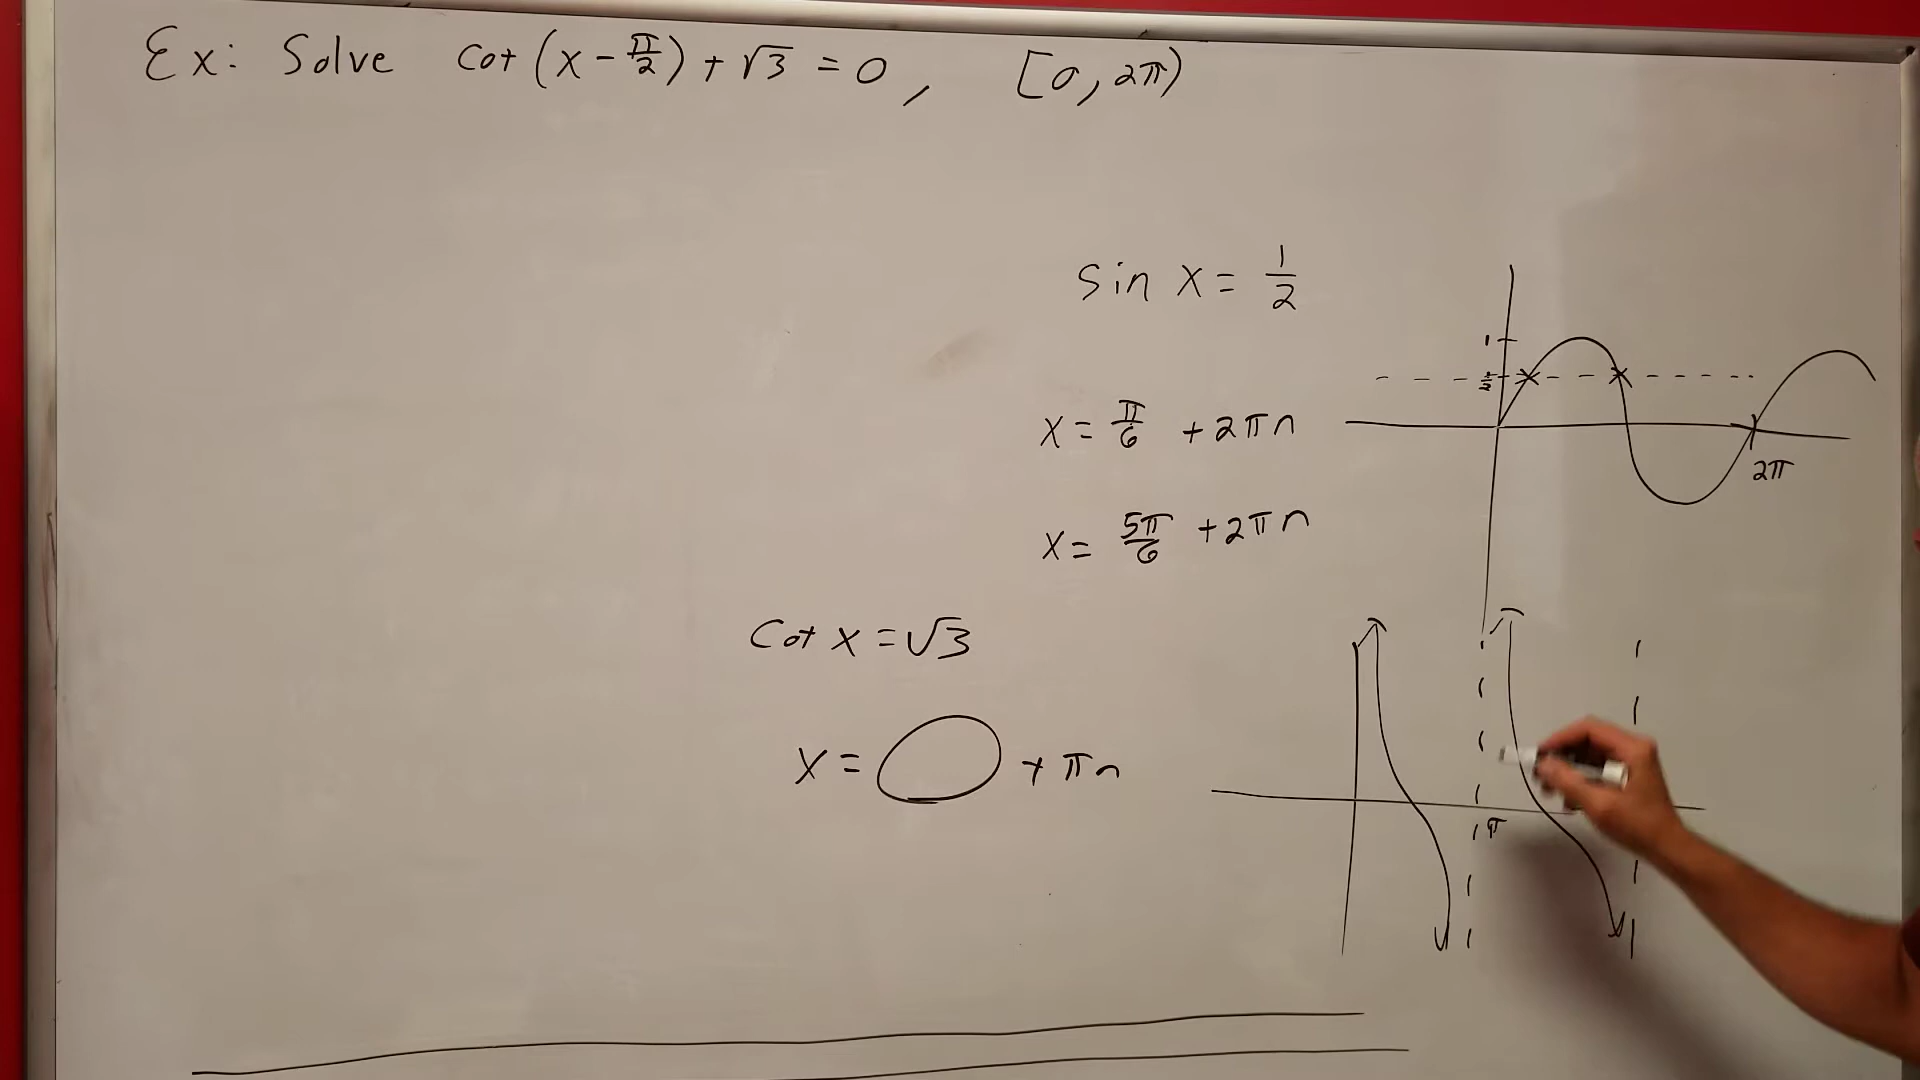 Ex: Solve cot(x - π/2) + √3 = 0, [0, 2π)
sin x = 1/2
1
1/2
x = π/6 + 2πn
2π
x = 5π/6 + 2πn
Cot x = √3
x = + πn
π